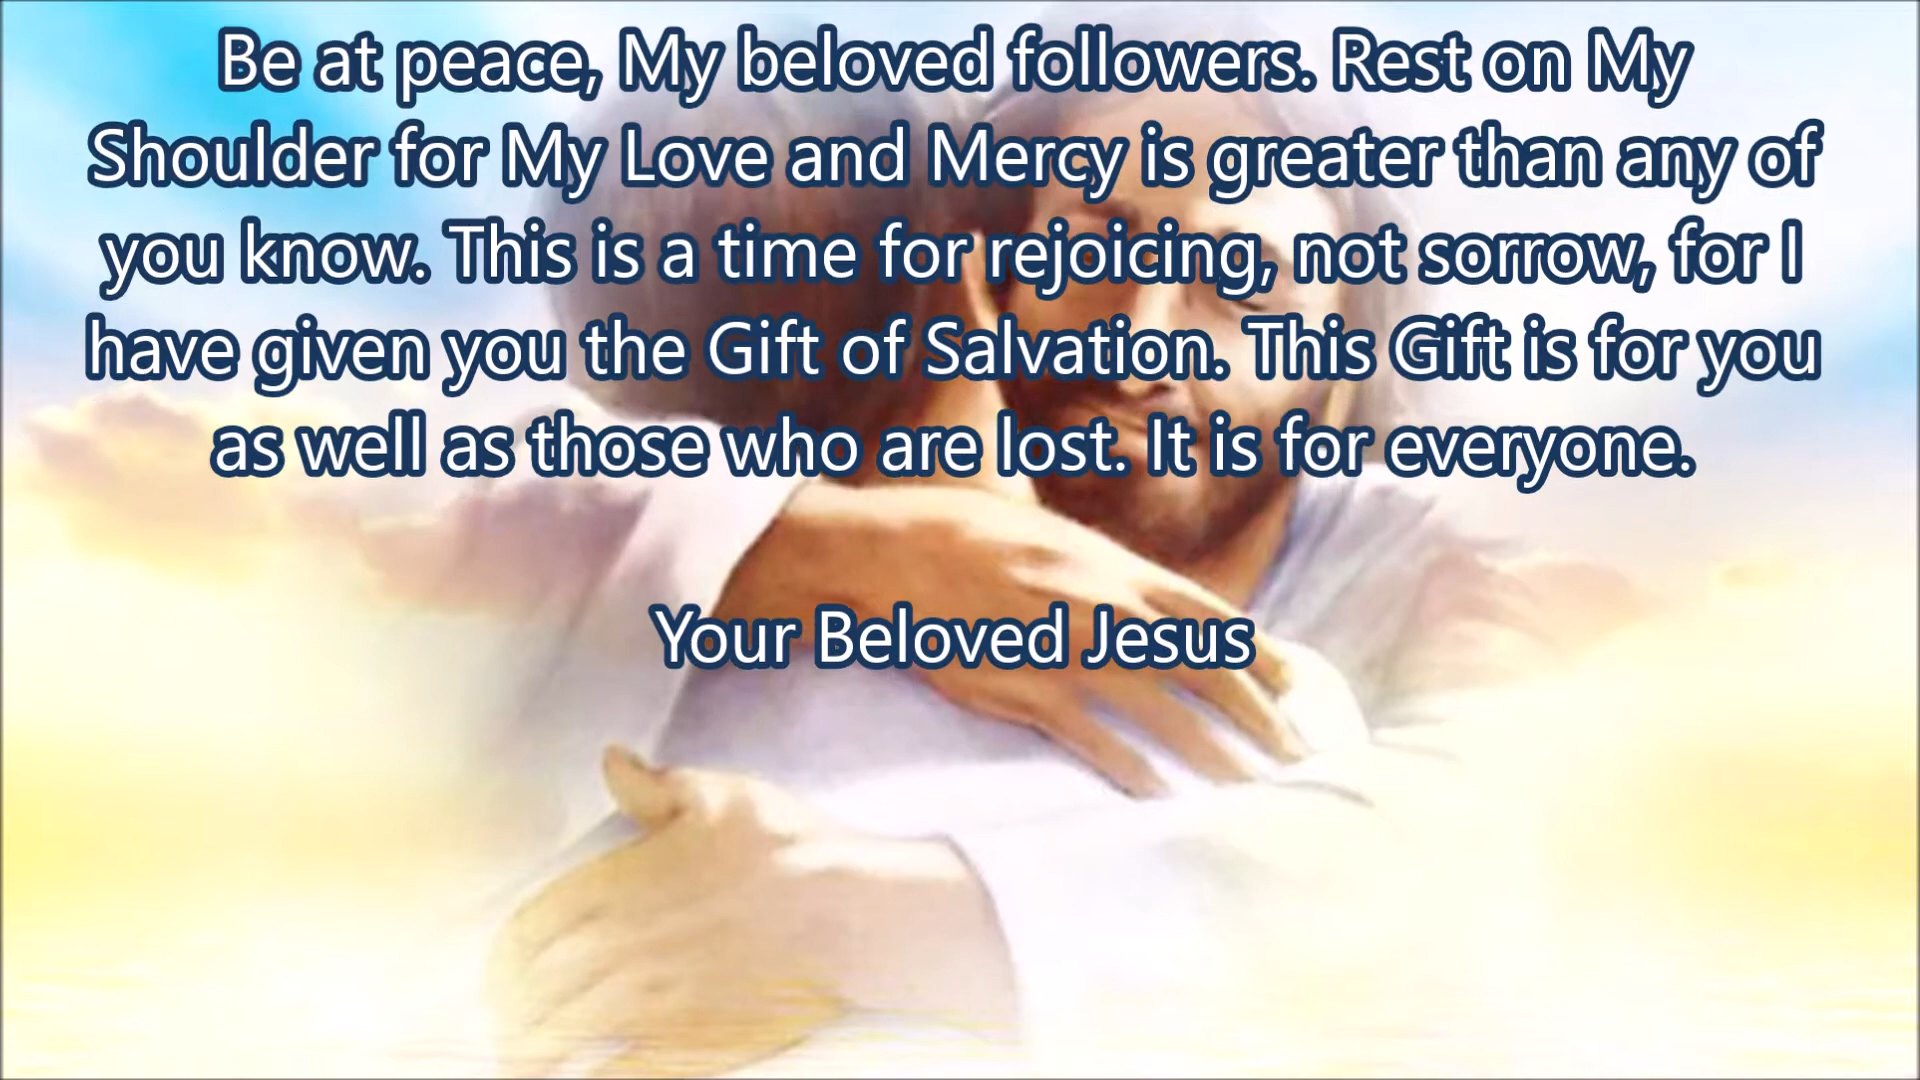 Be at peace, My beloved followers. Rest on My
Shoulder for My Love and Mercy is greater than any of
you know. This is a time for rejoicing, not sorrow, for I
have given you the Gift of Salvation. This Gift is for you
as well as those who are lost. It is for everyone.
Your Beloved Jesus